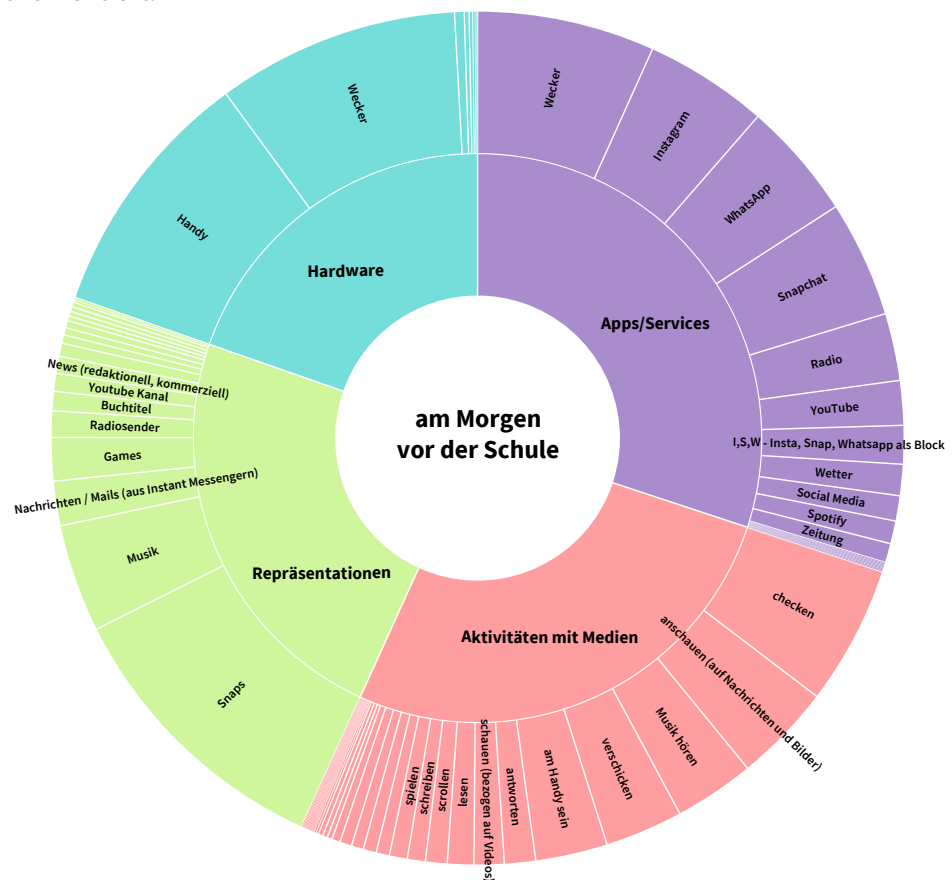 am Morgen
vor der Schule
Apps/Services
Wecker
Instagram
WhatsApp
Snapchat
Radio
YouTube
I,S,W - Insta, Snap, Whatsapp als Block
Wetter
Social Media
Spotify
Zeitung
Aktivitäten mit Medien
checken
anschauen (auf Nachrichten und Bilder)
Musik hören
verschicken
am Handy sein
antworten
schauen (bezogen auf Videos)
lesen
scrollen
schreiben
spielen
Repräsentationen
Snaps
Musik
Nachrichten / Mails (aus Instant Messengern)
Games
Radiosender
Buchtitel
Youtube Kanal
News (redaktionell, kommerziell)
Hardware
Handy
Wecker